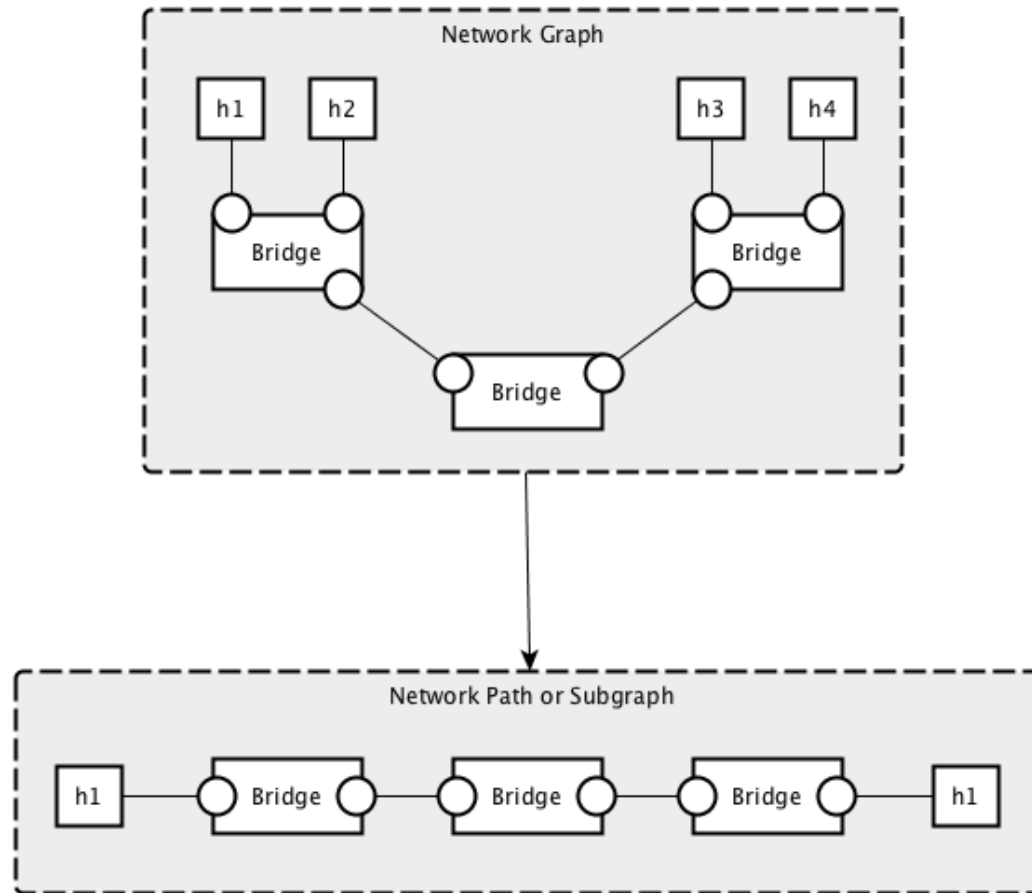 Network Graph
h1
h2
h3
h4
Bridge
Bridge
Bridge
Network Path or Subgraph
h1
Bridge
Bridge
Bridge
h1